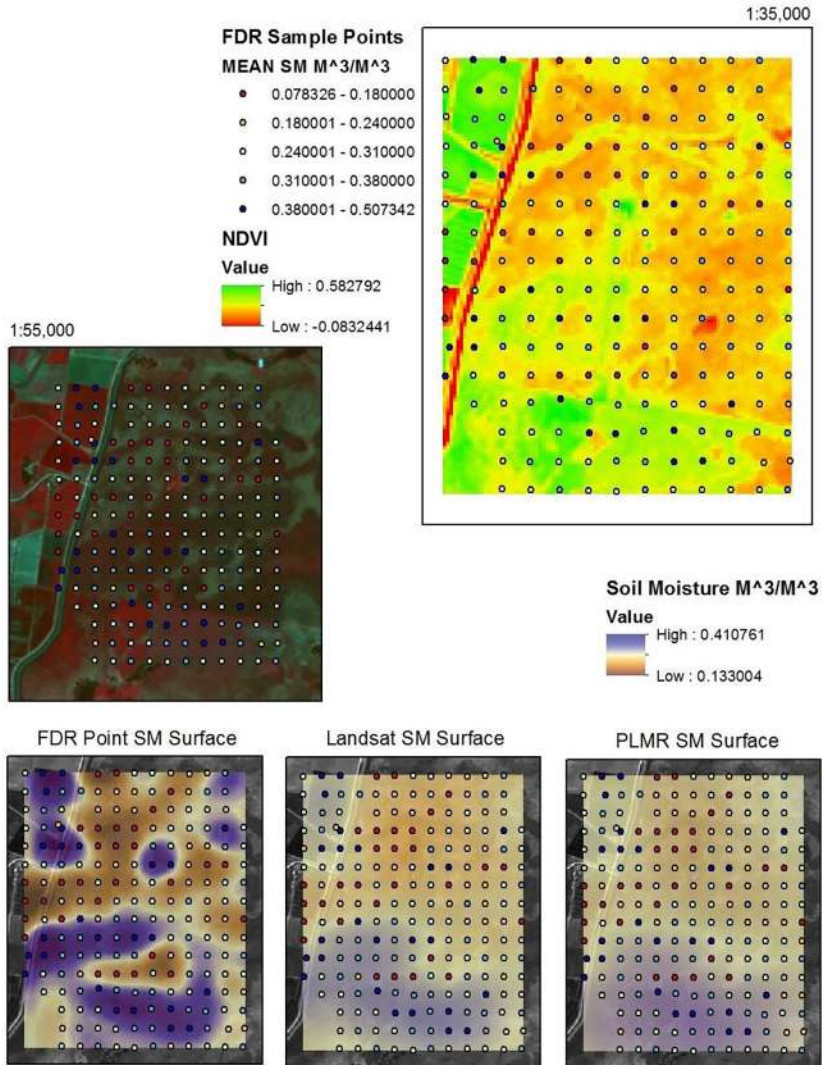 1:35,000
FDR Sample Points
MEAN SM M^3/M^3
0.078326 - 0.180000
0.180001 - 0.240000
0.240001 - 0.310000
0.310001 - 0.380000
0.380001 - 0.507342
NDVI
Value
High : 0.582792
Low : -0.0832441
1:55,000
Soil Moisture M^3/M^3
Value
High : 0.410761
Low : 0.133004
FDR Point SM Surface
Landsat SM Surface
PLMR SM Surface